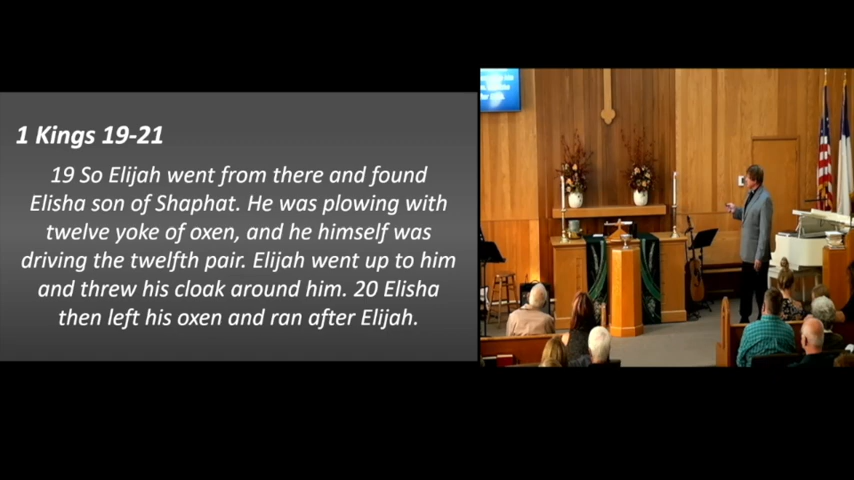 1 Kings 19-21
19 So Elijah went from there and found
Elisha son of Shaphat. He was plowing with
twelve yoke of oxen, and he himself was
driving the twelfth pair. Elijah went up to him
and threw his cloak around him. 20 Elisha
then left his oxen and ran after Elijah.